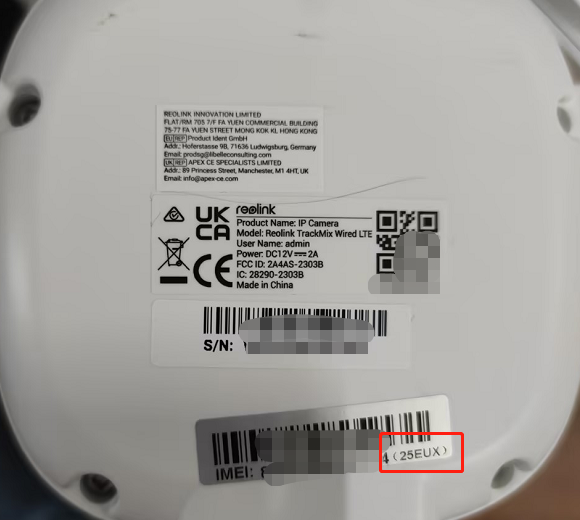 REOLINK INNOVATION LIMITED
FLAT/RM 705 7/F FA YUEN COMMERCIAL BUILDING
75-77 FA YUEN STREET MONG KOK KL HONG KONG
EU REP Product Ident GmbH
Addr.: Hoferstasse 9B, 71636 Ludwigsburg, Germany
Email: prodsg@libelleconsulting.com
UK REP APEX CE SPECIALISTS LIMITED
Addr.: 89 Princess Street, Manchester, M1 4HT, UK
Email: info@apex-ce.com
UK
CA
CE
reolink
Product Name: IP Camera
Model: Reolink TrackMix Wired LTE
User Name: admin
Power: DC12V⎓2A
FCC ID: 2A4AS-2303B
IC: 28290-2303B
Made in China
S/N:
IMEI: 4 (25EUX)